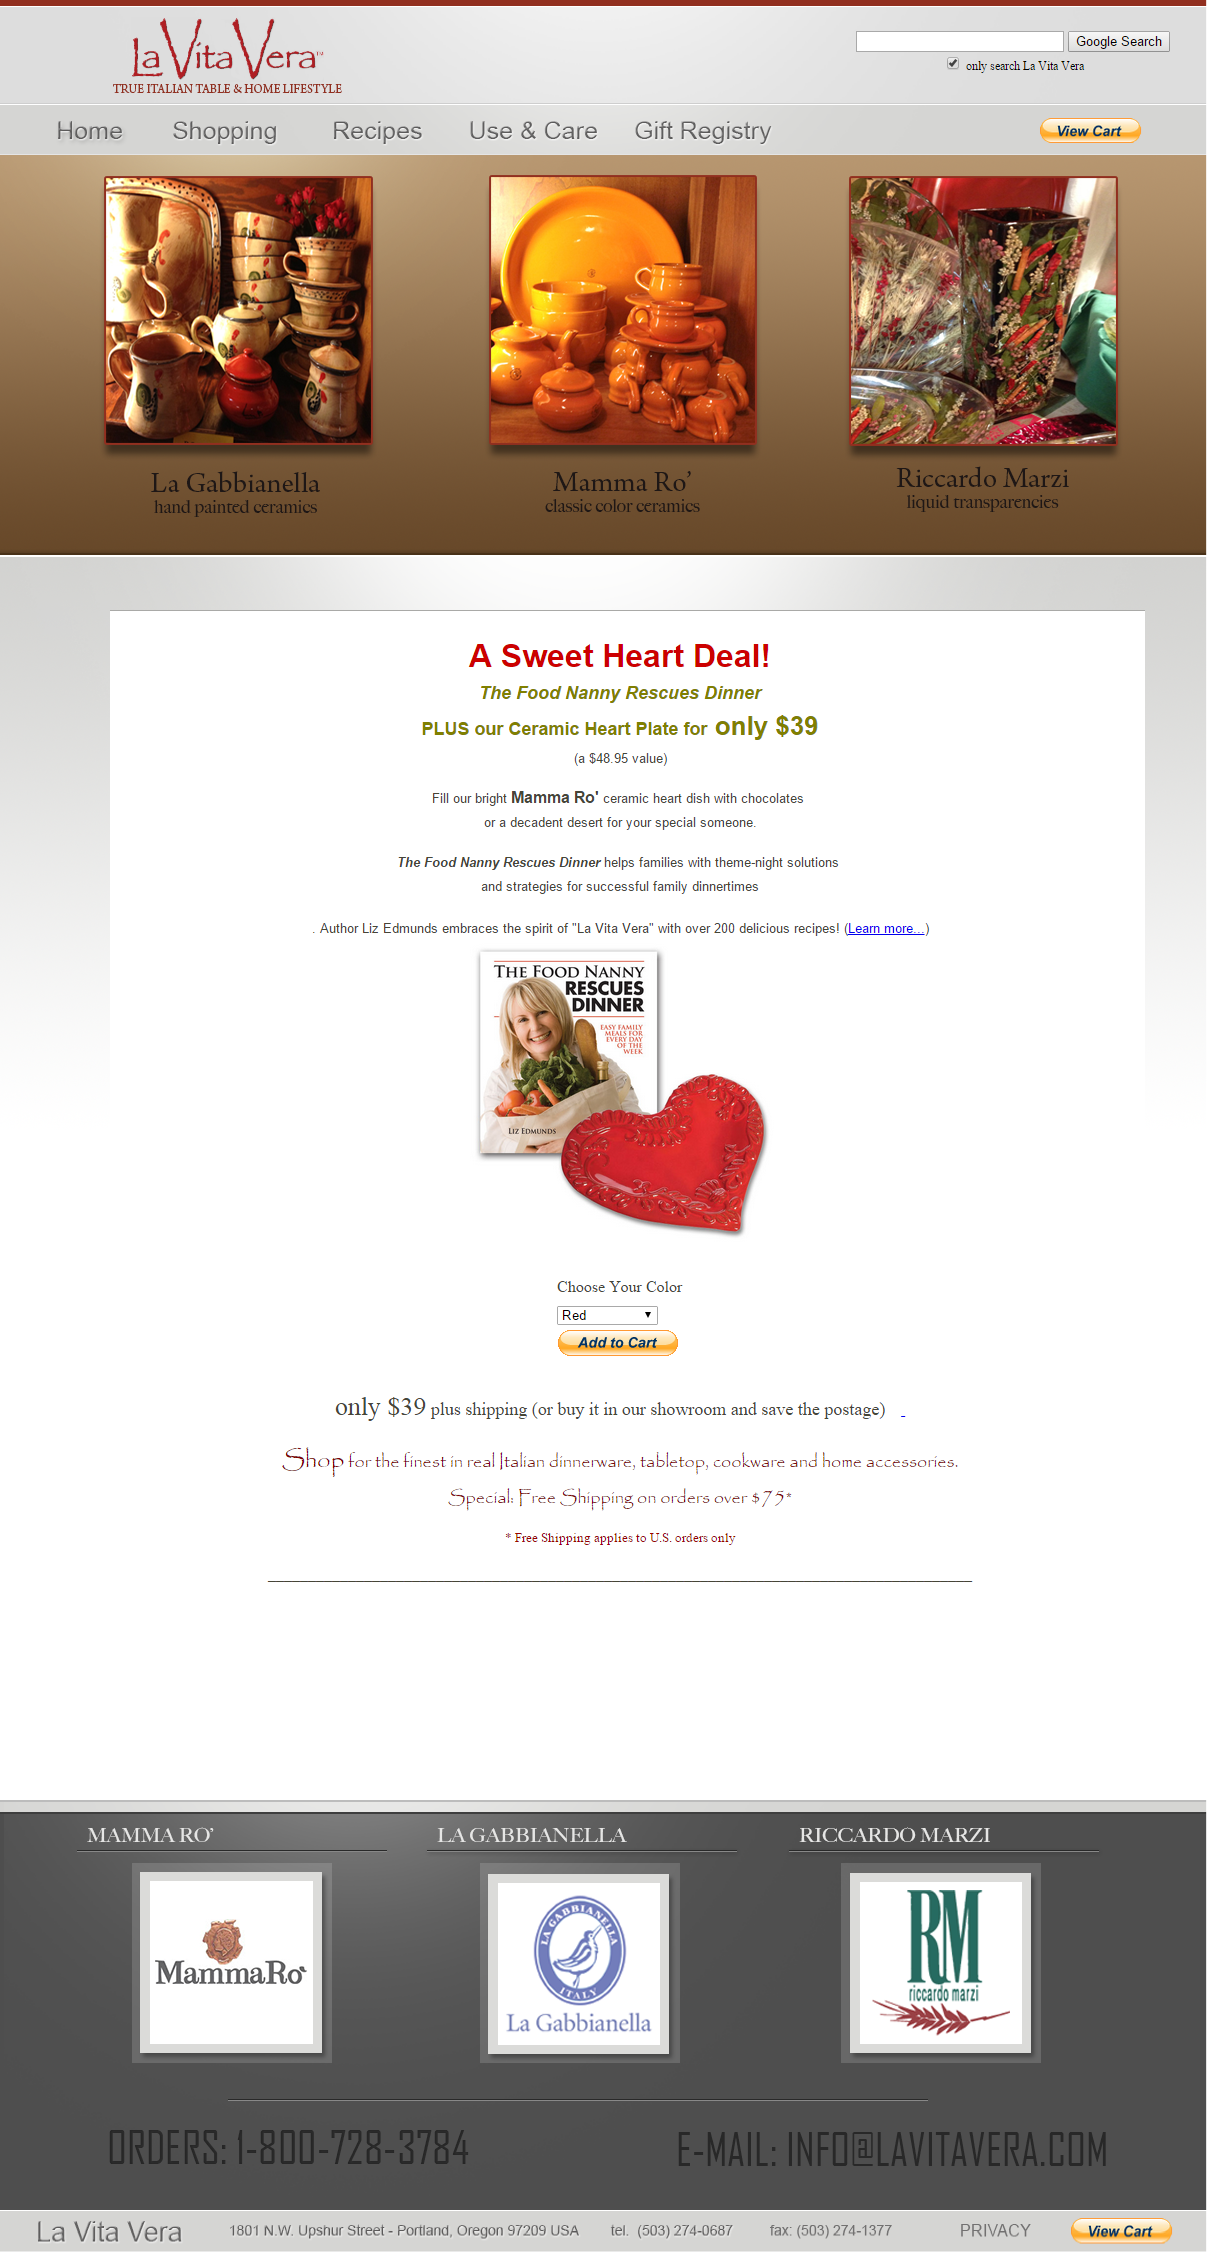 La Vita Vera™
TRUE ITALIAN TABLE & HOME LIFESTYLE
Google Search
only search La Vita Vera
Home Shopping Recipes Use & Care Gift Registry View Cart
La Gabbianella
hand painted ceramics
Mamma Ro’
classic color ceramics
Riccardo Marzi
liquid transparencies
A Sweet Heart Deal!
The Food Nanny Rescues Dinner
PLUS our Ceramic Heart Plate for only $39
(a $48.95 value)
Fill our bright Mamma Ro' ceramic heart dish with chocolates
or a decadent desert for your special someone.
The Food Nanny Rescues Dinner helps families with theme-night solutions
and strategies for successful family dinnertimes
. Author Liz Edmunds embraces the spirit of "La Vita Vera" with over 200 delicious recipes! (Learn more...)
THE FOOD NANNY
RESCUES
DINNER
EASY FAMILY
MEALS FOR
EVERY DAY
OF THE
WEEK
LIZ EDMUNDS
Choose Your Color
Red
Add to Cart
only $39 plus shipping (or buy it in our showroom and save the postage)
Shop for the finest in real Italian dinnerware, tabletop, cookware and home accessories.
Special: Free Shipping on orders over $75*
* Free Shipping applies to U.S. orders only
MAMMA RO’
LA GABBIANELLA
RICCARDO MARZI
MammaRo'
LA GABBIANELLA
ITALY
La Gabbianella
RM
riccardo marzi
ORDERS: 1-800-728-3784
E-MAIL: INFO@LAVITAVERA.COM
La Vita Vera 1801 N.W. Upshur Street - Portland, Oregon 97209 USA tel. (503) 274-0687 fax: (503) 274-1377 PRIVACY View Cart